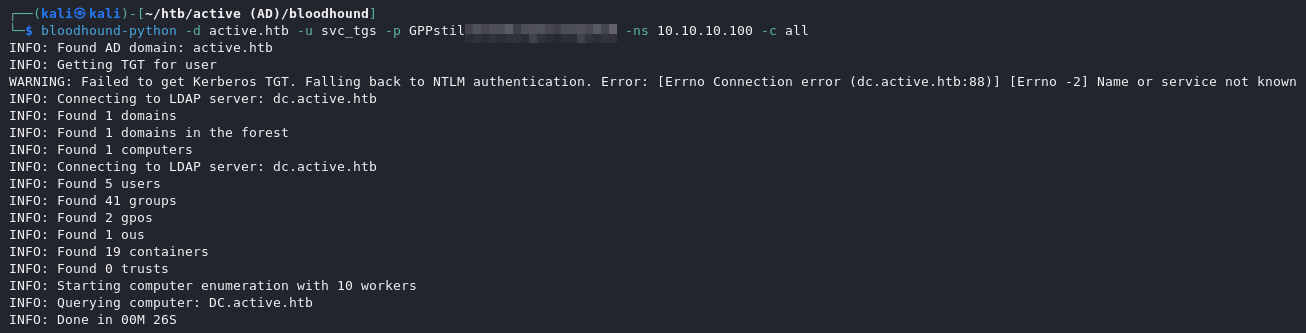 ┌──(kali㉿kali)-[~/htb/active (AD)/bloodhound]
└─$ bloodhound-python -d active.htb -u svc_tgs -p GPPstil -ns 10.10.10.100 -c all
INFO: Found AD domain: active.htb
INFO: Getting TGT for user
WARNING: Failed to get Kerberos TGT. Falling back to NTLM authentication. Error: [Errno Connection error (dc.active.htb:88)] [Errno -2] Name or service not known
INFO: Connecting to LDAP server: dc.active.htb
INFO: Found 1 domains
INFO: Found 1 domains in the forest
INFO: Found 1 computers
INFO: Connecting to LDAP server: dc.active.htb
INFO: Found 5 users
INFO: Found 41 groups
INFO: Found 2 gpos
INFO: Found 1 ous
INFO: Found 19 containers
INFO: Found 0 trusts
INFO: Starting computer enumeration with 10 workers
INFO: Querying computer: DC.active.htb
INFO: Done in 00M 26S